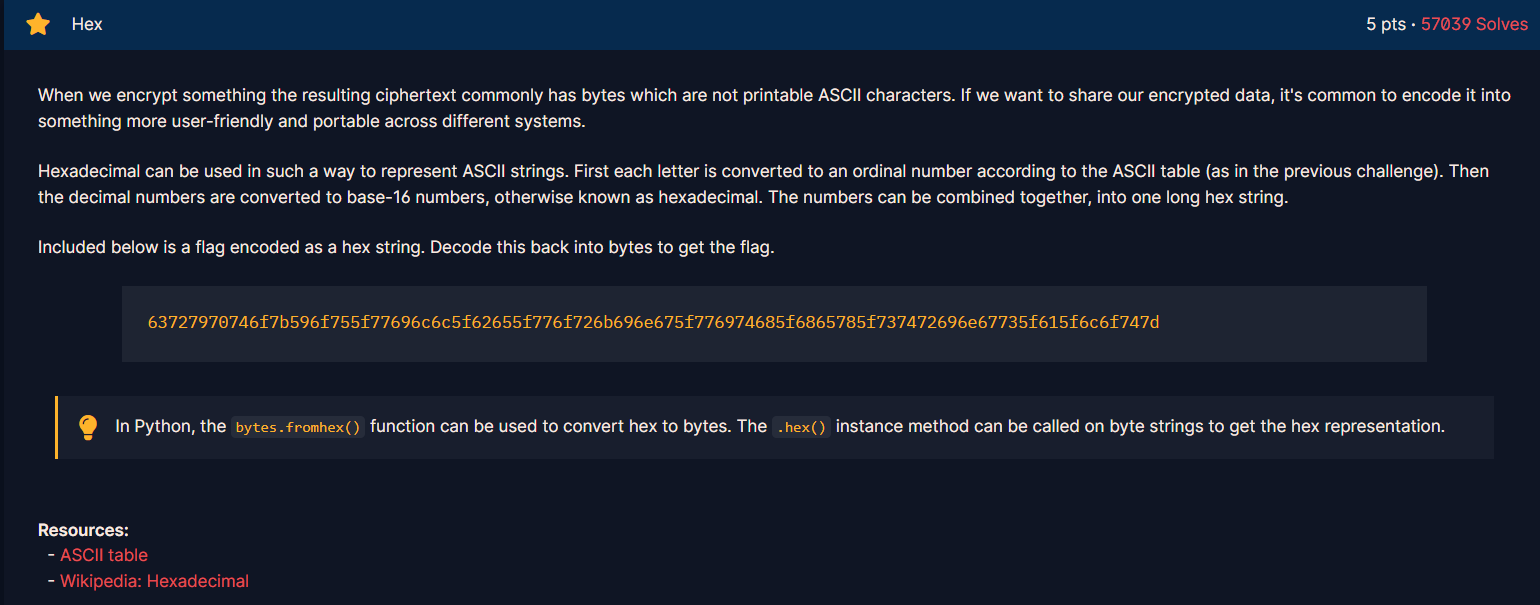 Hex
5 pts · 57039 Solves
When we encrypt something the resulting ciphertext commonly has bytes which are not printable ASCII characters. If we want to share our encrypted data, it's common to encode it into
something more user-friendly and portable across different systems.
Hexadecimal can be used in such a way to represent ASCII strings. First each letter is converted to an ordinal number according to the ASCII table (as in the previous challenge). Then
the decimal numbers are converted to base-16 numbers, otherwise known as hexadecimal. The numbers can be combined together, into one long hex string.
Included below is a flag encoded as a hex string. Decode this back into bytes to get the flag.
63727970746f7b596f755f77696c6c5f62655f776f726b696e675f776974685f6865785f737472696e67735f615f6c6f747d
In Python, the bytes.fromhex() function can be used to convert hex to bytes. The .hex() instance method can be called on byte strings to get the hex representation.
Resources:
- ASCII table
- Wikipedia: Hexadecimal